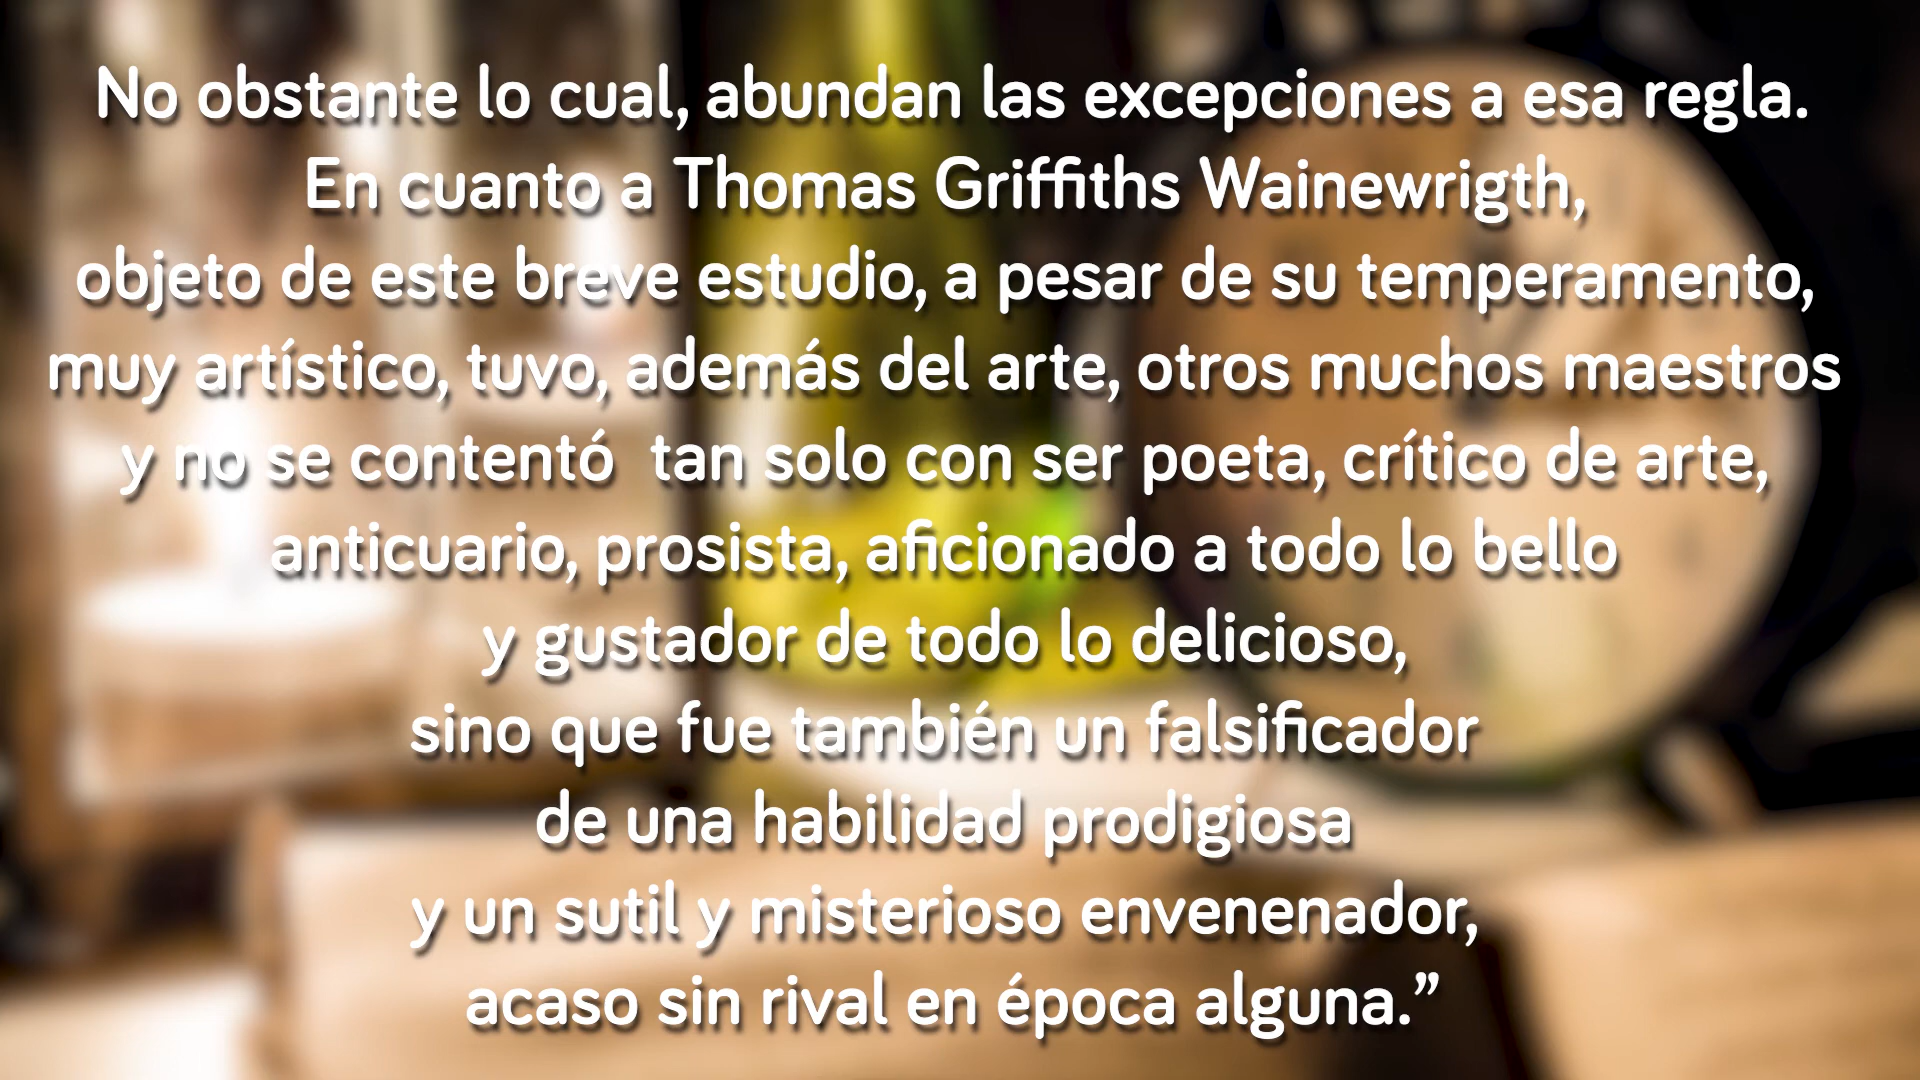 No obstante lo cual, abundan las excepciones a esa regla.
En cuanto a Thomas Griffiths Wainewrigth,
objeto de este breve estudio, a pesar de su temperamento,
muy artístico, tuvo, además del arte, otros muchos maestros
y no se contentó  tan solo con ser poeta, crítico de arte,
anticuario, prosista, aficionado a todo lo bello
y gustador de todo lo delicioso,
sino que fue también un falsificador
de una habilidad prodigiosa
y un sutil y misterioso envenenador,
acaso sin rival en época alguna.”